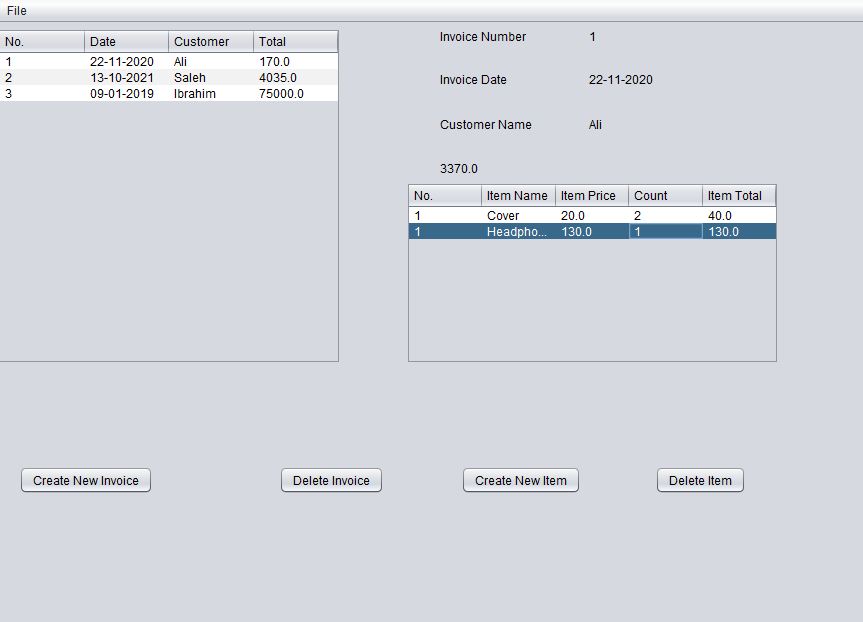 File
No. Date Customer Total
1 22-11-2020 Ali 170.0
2 13-10-2021 Saleh 4035.0
3 09-01-2019 Ibrahim 75000.0
Invoice Number 1
Invoice Date 22-11-2020
Customer Name Ali
3370.0
No. Item Name Item Price Count Item Total
1 Cover 20.0 2 40.0
1 Headpho... 130.0 1 130.0
Create New Invoice Delete Invoice Create New Item Delete Item